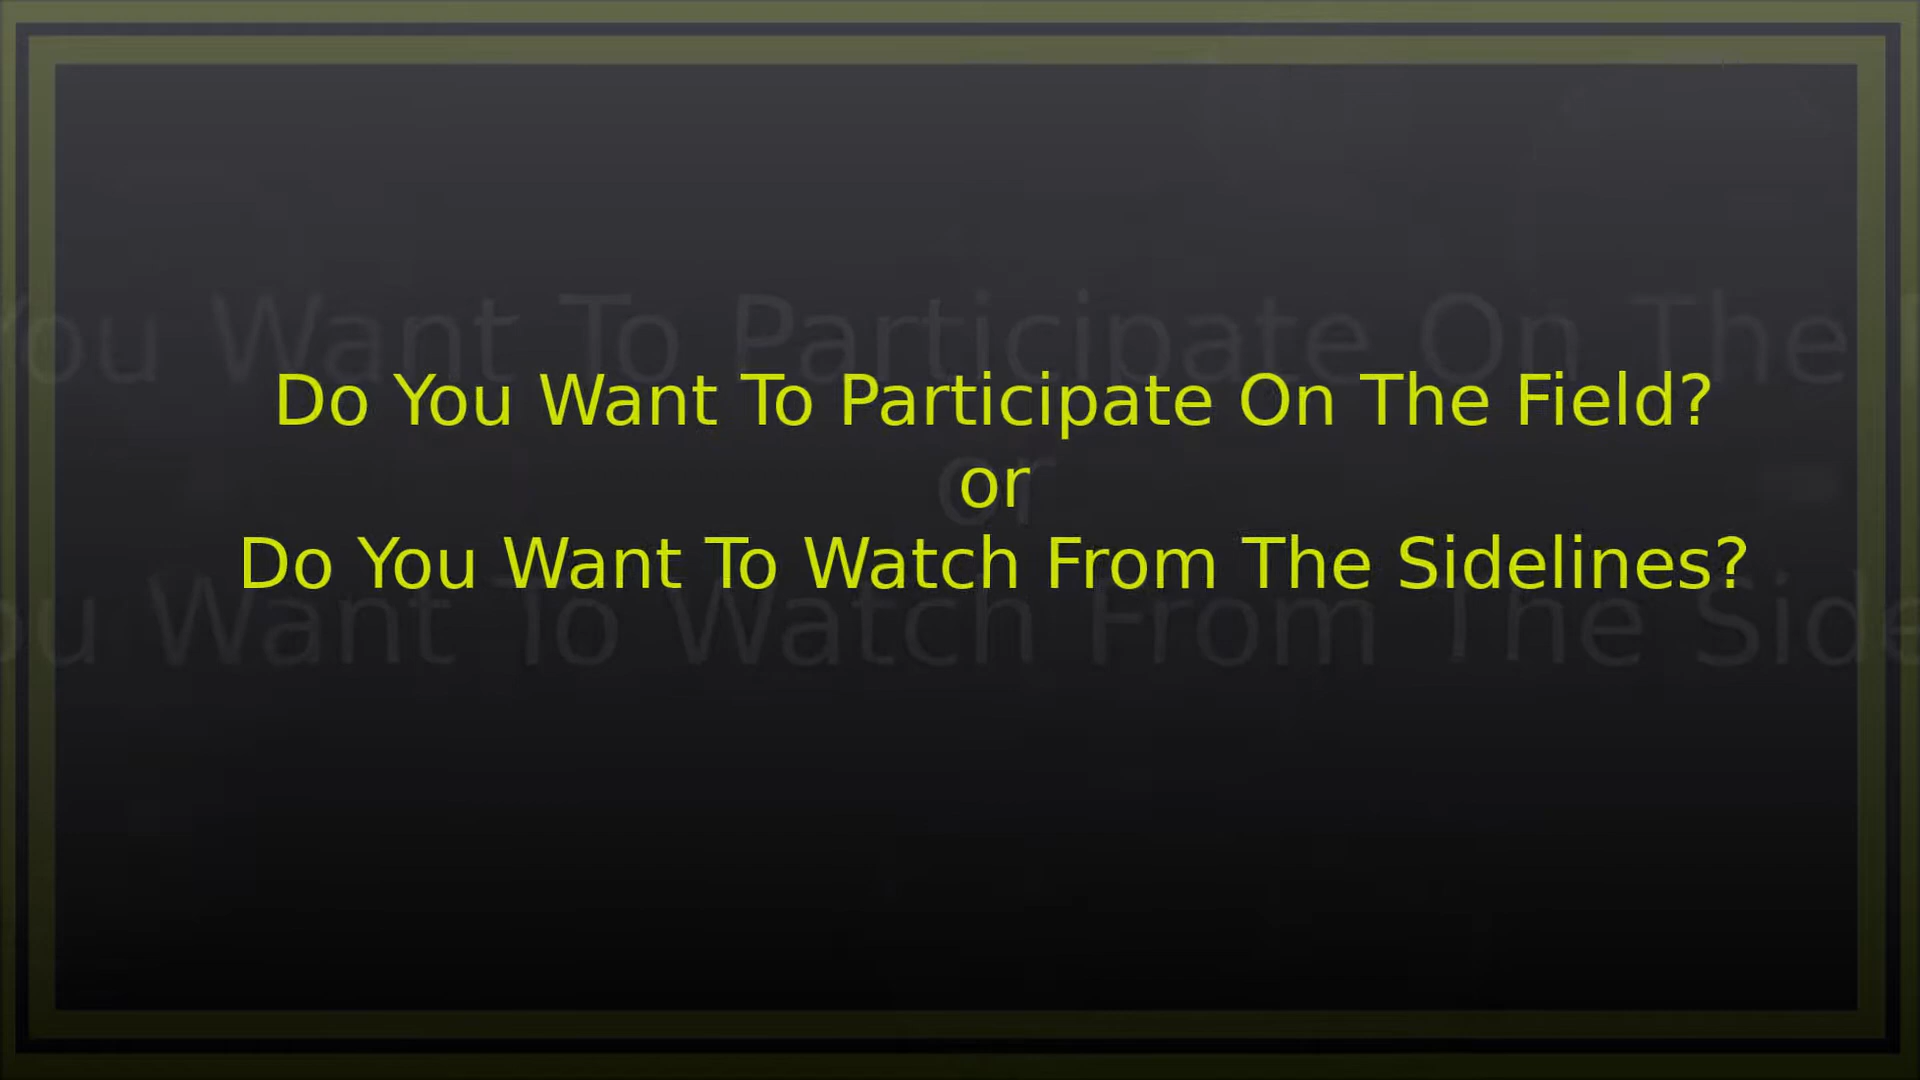 Do You Want To Participate On The Field?
or
Do You Want To Watch From The Sidelines?